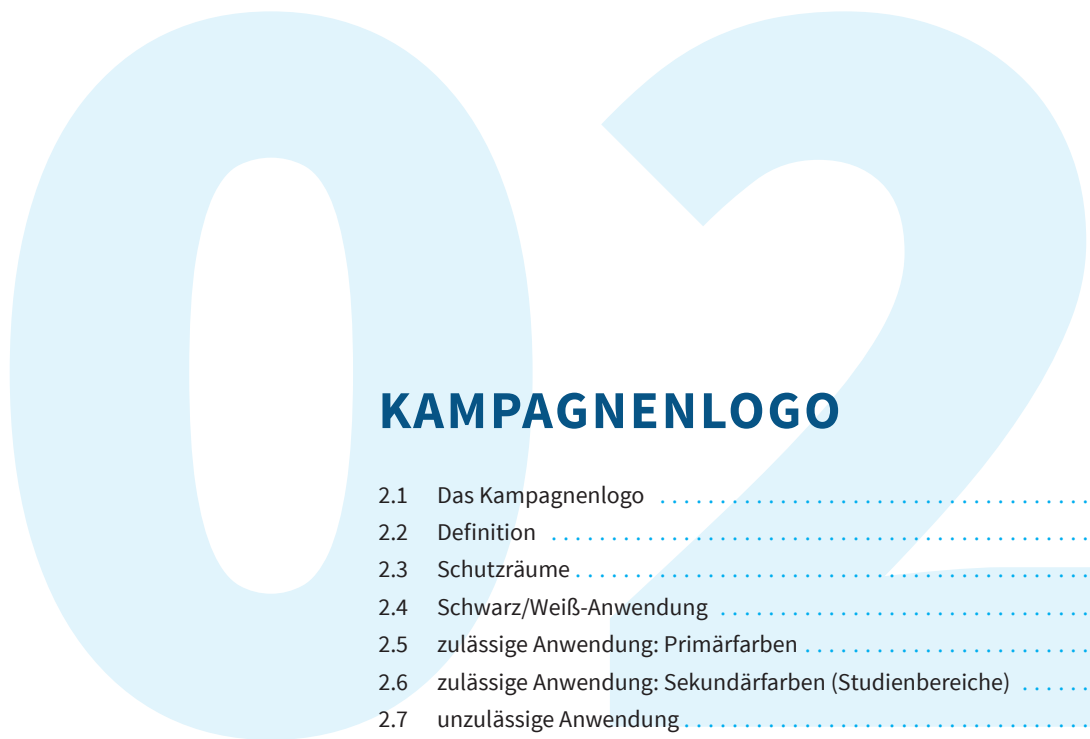 02
KAMPAGNENLOGO
2.1 Das Kampagnenlogo . . . . . . . . . . . . . . . . . . . . . . . . . . . . . . . . . . . .
2.2 Definition . . . . . . . . . . . . . . . . . . . . . . . . . . . . . . . . . . . . . . . . . . . . .
2.3 Schutzräume . . . . . . . . . . . . . . . . . . . . . . . . . . . . . . . . . . . . . . . . . . .
2.4 Schwarz/Weiß-Anwendung . . . . . . . . . . . . . . . . . . . . . . . . . . . . . . .
2.5 zulässige Anwendung: Primärfarben . . . . . . . . . . . . . . . . . . . . . . . .
2.6 zulässige Anwendung: Sekundärfarben (Studienbereiche) . . . . . .
2.7 unzulässige Anwendung . . . . . . . . . . . . . . . . . . . . . . . . . . . . . . . . . .